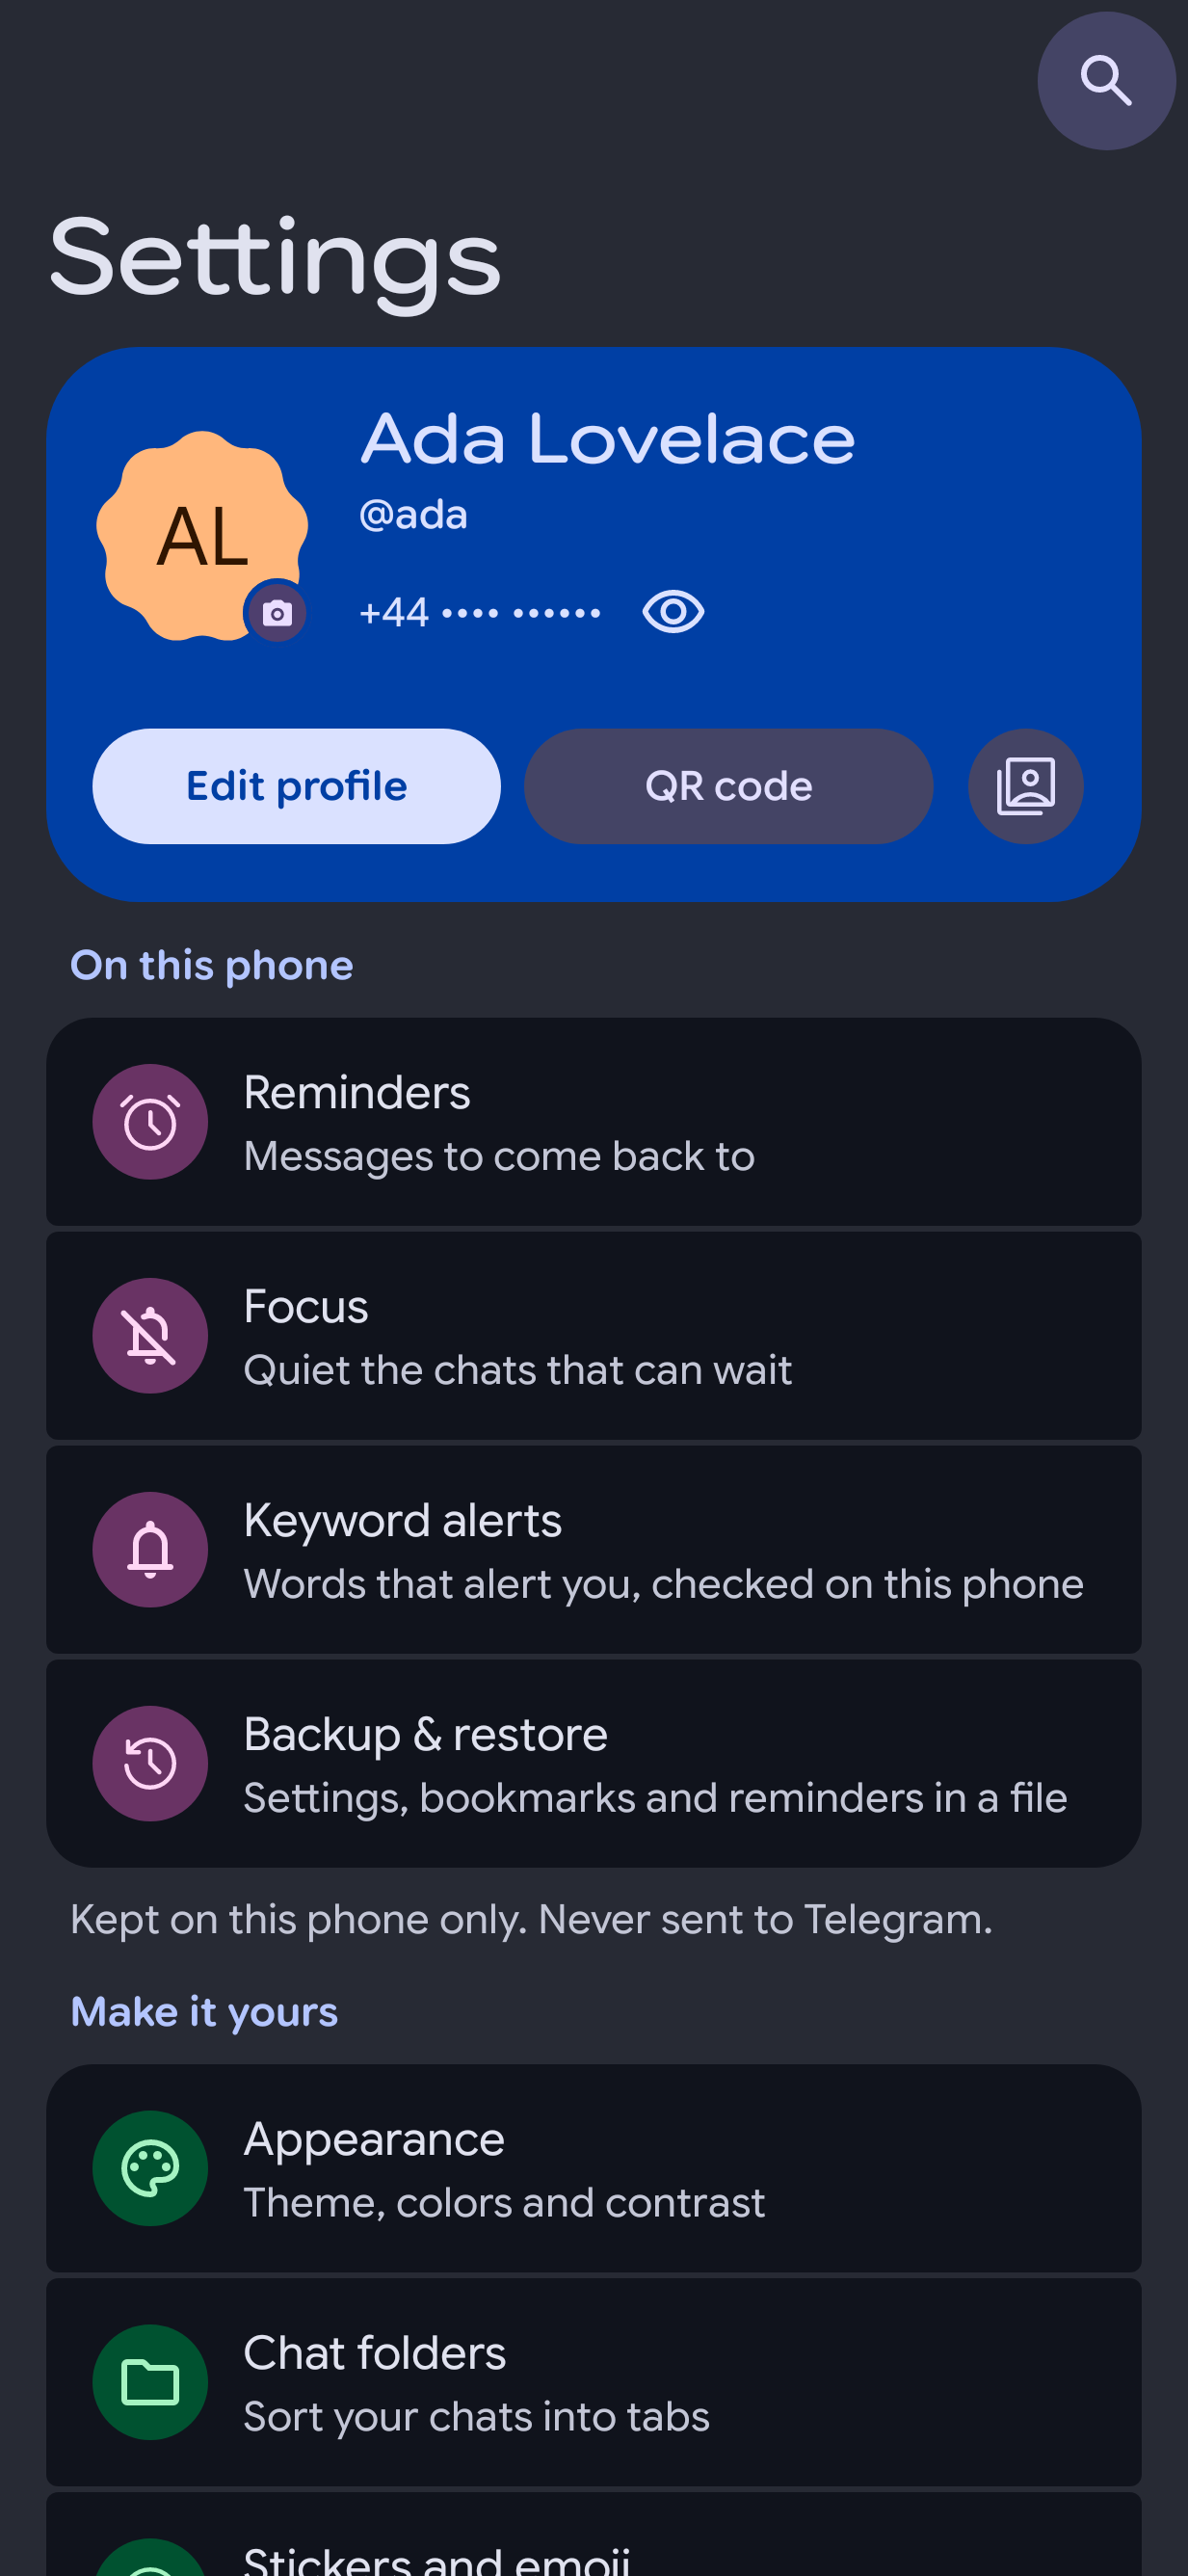 Settings
Ada Lovelace
AL
@ada
+44 •••• ••••••
Edit profile
QR code
On this phone
Reminders
Messages to come back to
Focus
Quiet the chats that can wait
Keyword alerts
Words that alert you, checked on this phone
Backup & restore
Settings, bookmarks and reminders in a file
Kept on this phone only. Never sent to Telegram.
Make it yours
Appearance
Theme, colors and contrast
Chat folders
Sort your chats into tabs
Stickers and emoji